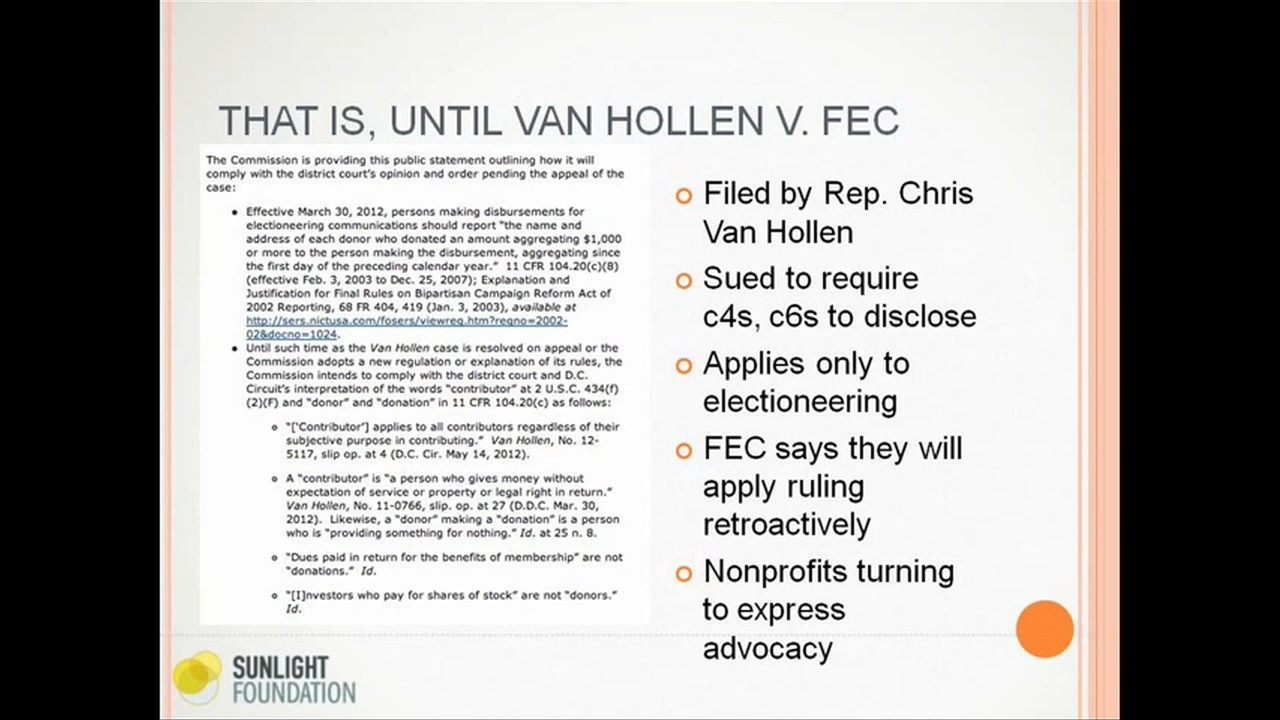 THAT IS, UNTIL VAN HOLLEN V. FEC
The Commission is providing this public statement outlining how it will
comply with the district court's opinion and order pending the appeal of the
case:
• Effective March 30, 2012, persons making disbursements for
electioneering communications should report "the name and
address of each donor who donated an amount aggregating $1,000
or more to the person making the disbursement, aggregating since
the first day of the preceding calendar year." 11 CFR 104.20(c)(8)
(effective Feb. 3, 2003 to Dec. 25, 2007); Explanation and
Justification for Final Rules on Bipartisan Campaign Reform Act of
2002 Reporting, 68 FR 404, 419 (Jan. 3, 2003), available at
http://sers.nictusa.com/fosers/viewreg.htm?regno=2002-
02&docno=1024.
• Until such time as the Van Hollen case is resolved on appeal or the
Commission adopts a new regulation or explanation of its rules, the
Commission intends to comply with the district court and D.C.
Circuit's interpretation of the words "contributor" at 2 U.S.C. 434(f)
(2)(F) and "donor" and "donation" in 11 CFR 104.20(c) as follows:
o "['Contributor'] applies to all contributors regardless of their
subjective purpose in contributing." Van Hollen, No. 12-
5117, slip op. at 4 (D.C. Cir. May 14, 2012).
o A "contributor" is "a person who gives money without
expectation of service or property or legal right in return."
Van Hollen, No. 11-0766, slip. op. at 27 (D.D.C. Mar. 30,
2012). Likewise, a "donor" making a "donation" is a person
who is "providing something for nothing." Id. at 25 n. 8.
o "Dues paid in return for the benefits of membership" are not
"donations." Id.
o "[I]nvestors who pay for shares of stock" are not "donors."
Id.
o Filed by Rep. Chris
Van Hollen
o Sued to require
c4s, c6s to disclose
o Applies only to
electioneering
o FEC says they will
apply ruling
retroactively
o Nonprofits turning
to express
advocacy
SUNLIGHT
FOUNDATION